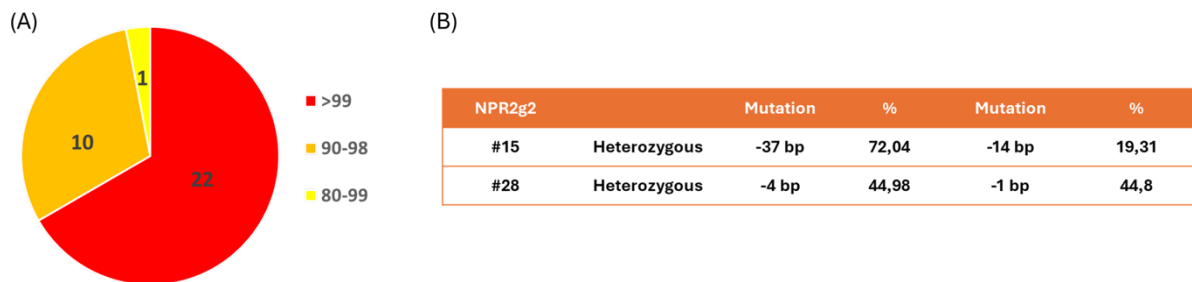 (A)
22
10
1
>99
90-98
80-99
(B)
NPR2g2 Mutation % Mutation %
#15 Heterozygous -37 bp 72,04 -14 bp 19,31
#28 Heterozygous -4 bp 44,98 -1 bp 44,8